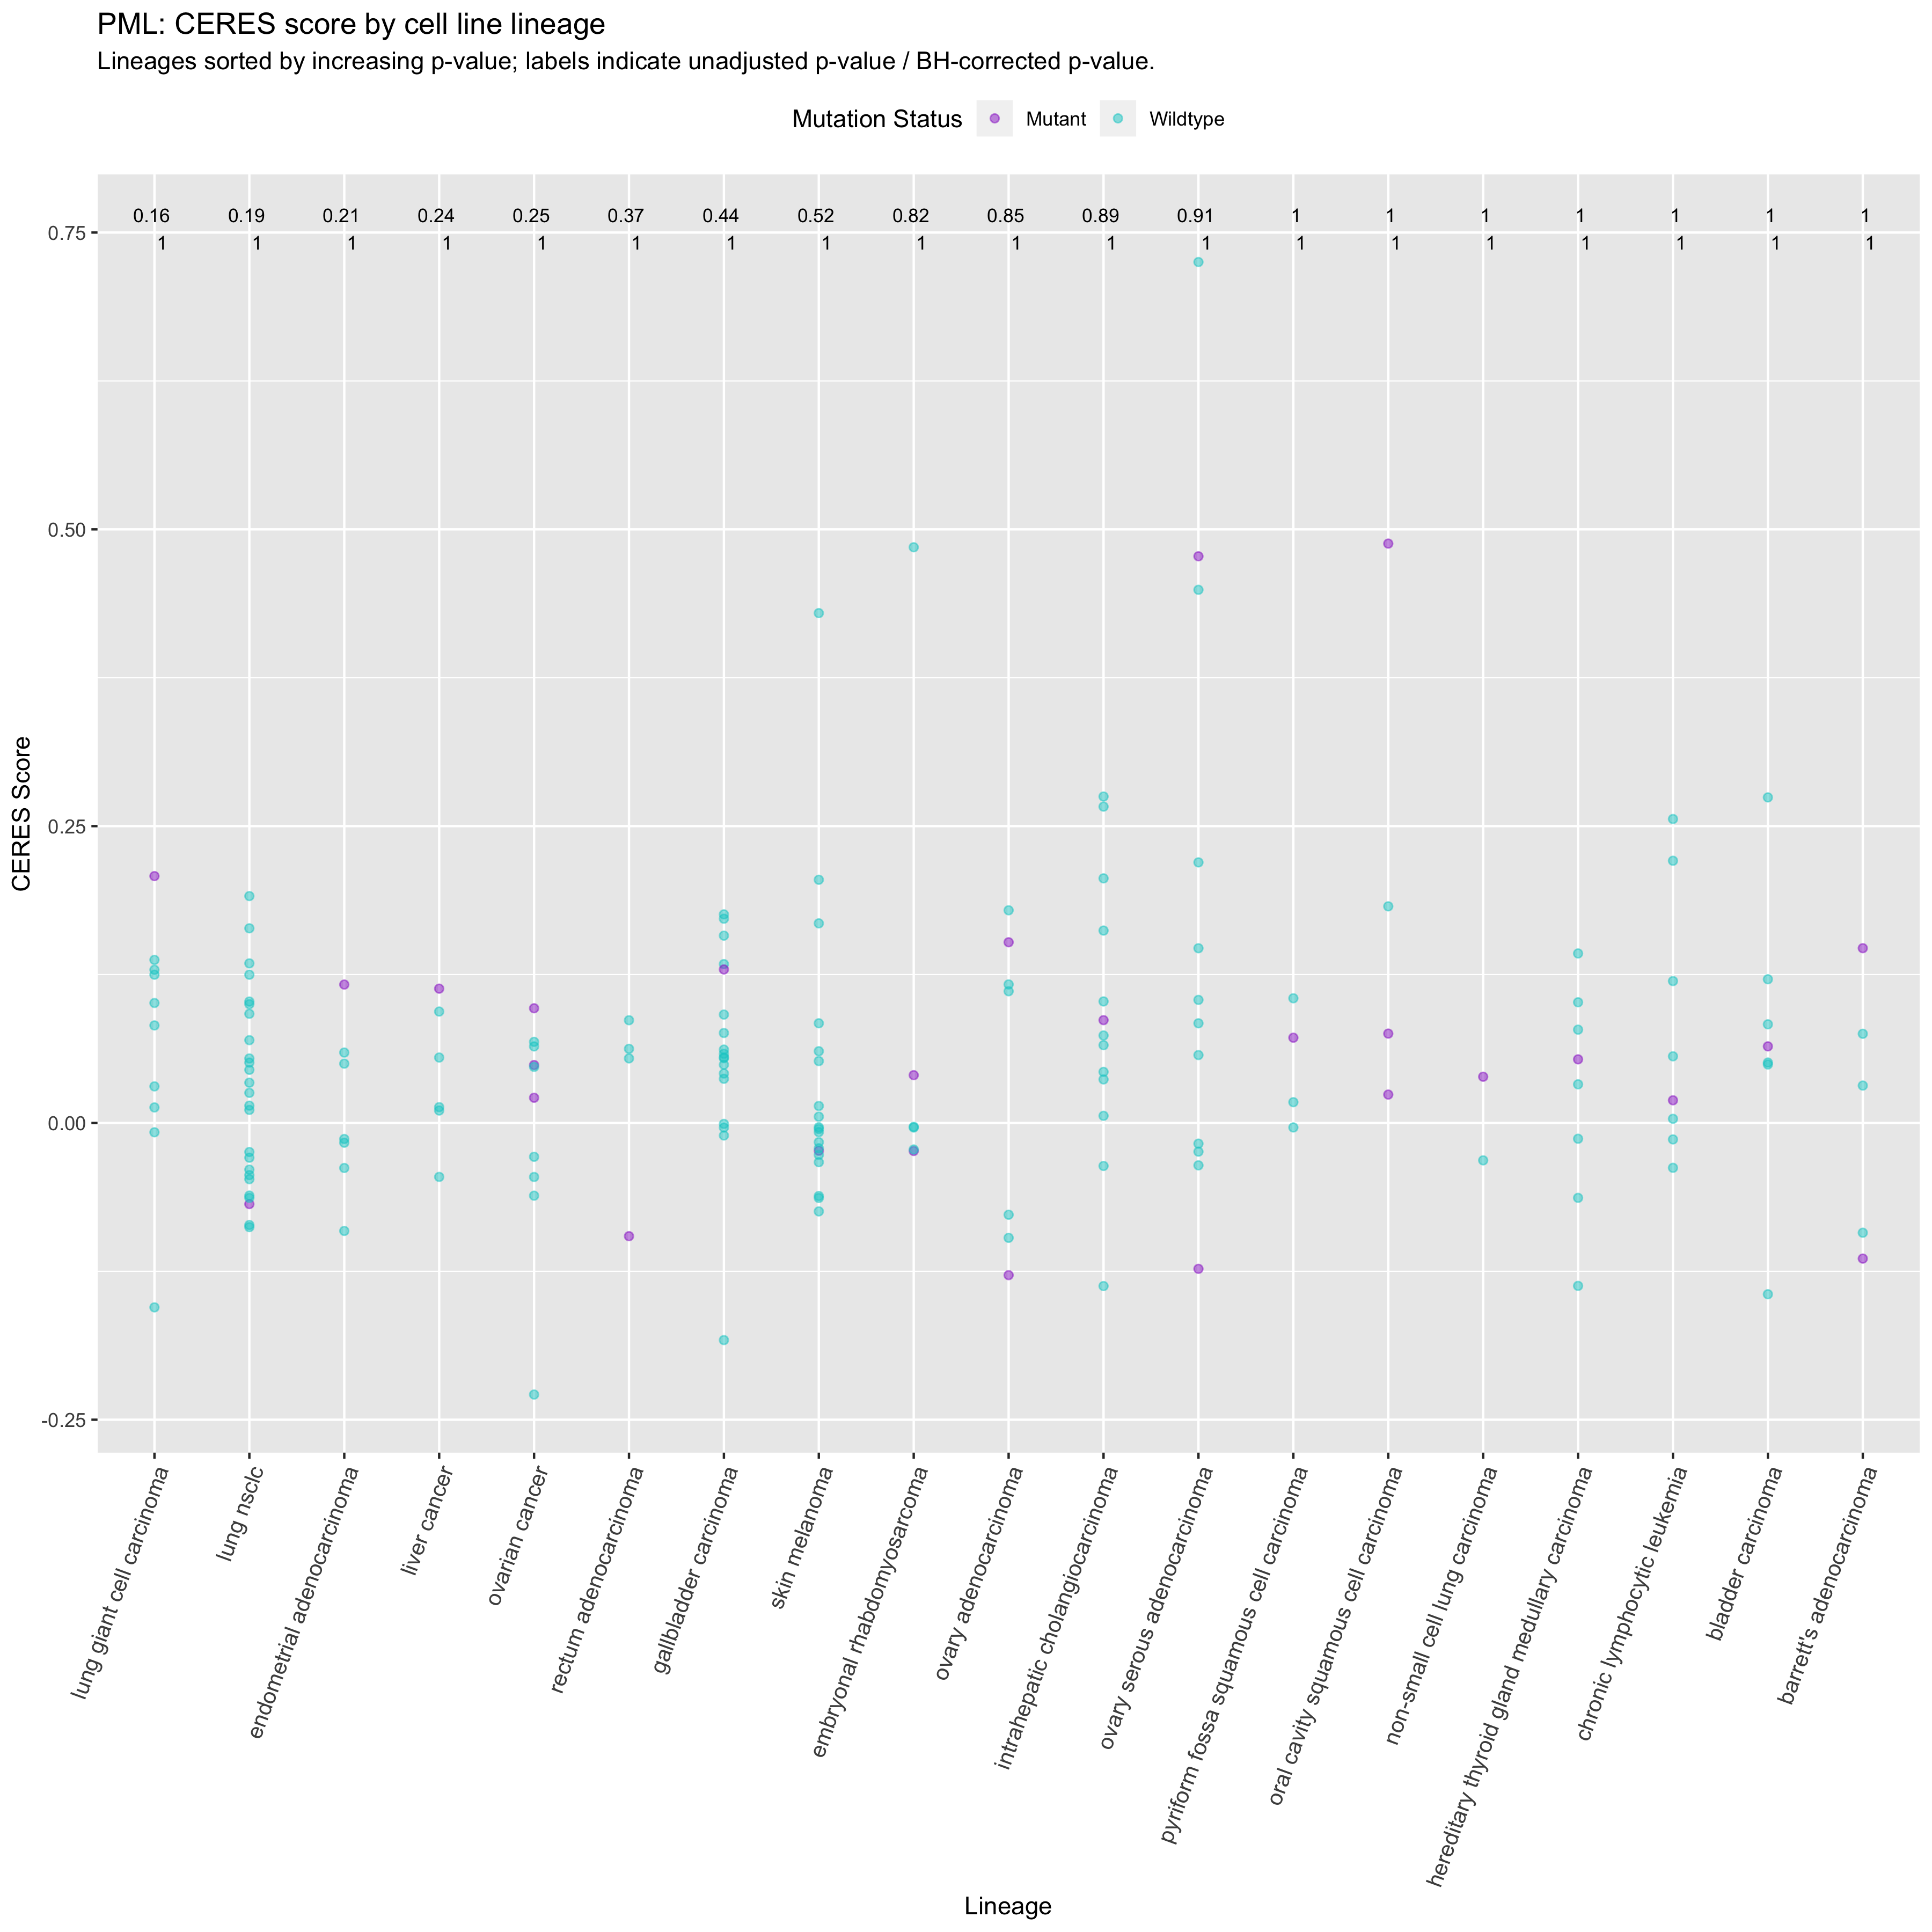 PML: CERES score by cell line lineage
Lineages sorted by increasing p-value; labels indicate unadjusted p-value / BH-corrected p-value.
Mutation Status Mutant Wildtype
0.16 0.19 0.21 0.24 0.25 0.37 0.44 0.52 0.82 0.85 0.89 0.91 1 1 1 1 1 1 1
1 1 1 1 1 1 1 1 1 1 1 1 1 1 1 1 1 1 1
0.75
0.50
0.25
0.00
-0.25
CERES Score
lung giant cell carcinoma
lung nsclc
endometrial adenocarcinoma
liver cancer
ovarian cancer
rectum adenocarcinoma
gallbladder carcinoma
skin melanoma
embryonal rhabdomyosarcoma
ovary adenocarcinoma
intrahepatic cholangiocarcinoma
ovary serous adenocarcinoma
pyriform fossa squamous cell carcinoma
oral cavity squamous cell carcinoma
non-small cell lung carcinoma
hereditary thyroid gland medullary carcinoma
chronic lymphocytic leukemia
bladder carcinoma
barrett's adenocarcinoma
Lineage